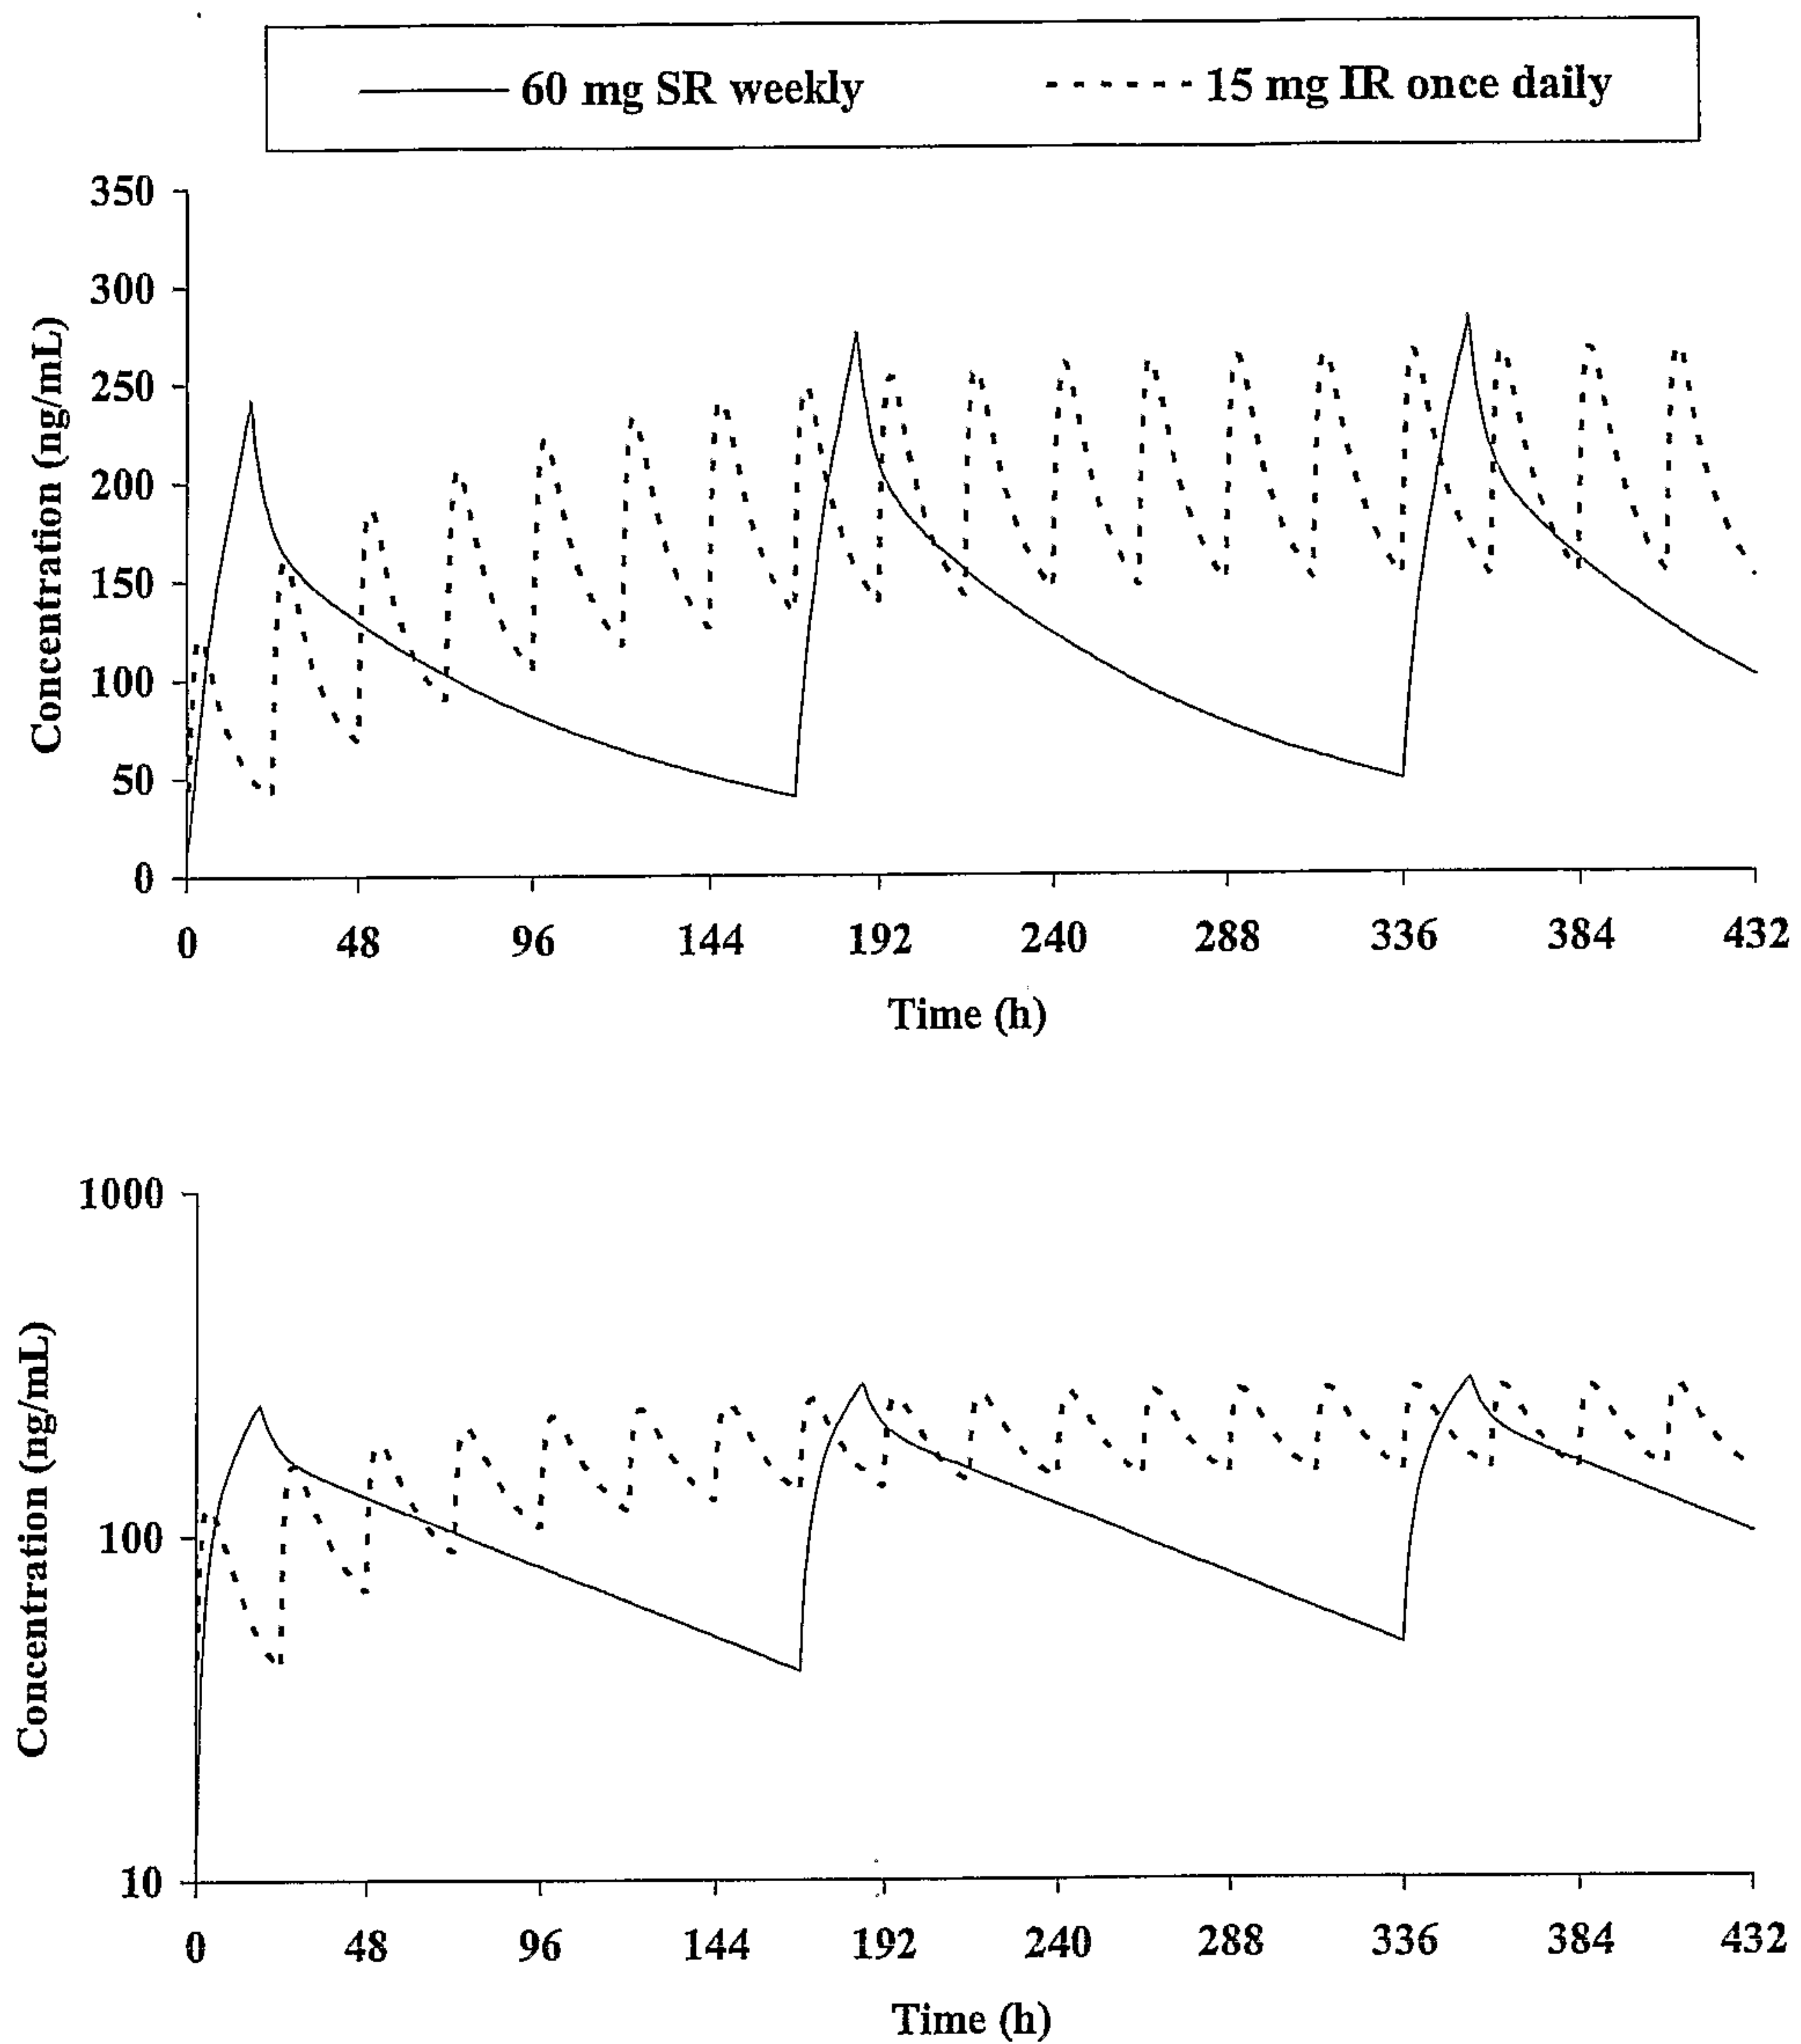 60 mg SR weekly 15 mg IR once daily
350
300
250
200
150
100
50
0
Concentration (ng/mL)
0 48 96 144 192 240 288 336 384 432
Time (h)
1000
100
10
Concentration (ng/mL)
0 48 96 144 192 240 288 336 384 432
Time (h)